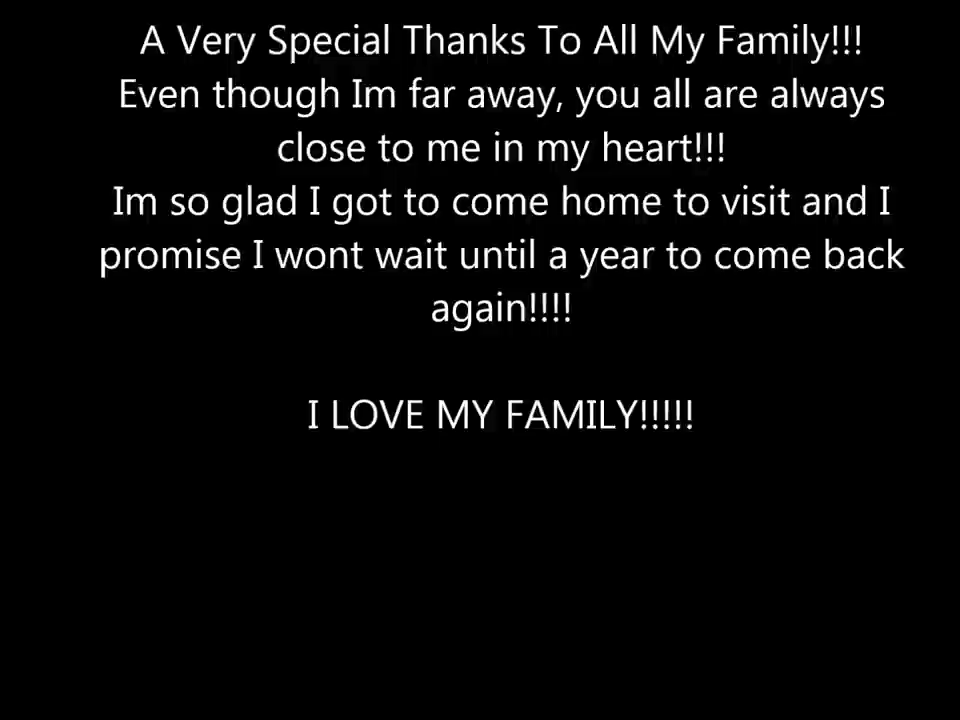 A Very Special Thanks To All My Family!!!
Even though Im far away, you all are always
close to me in my heart!!!
Im so glad I got to come home to visit and I
promise I wont wait until a year to come back
again!!!!
I LOVE MY FAMILY!!!!!